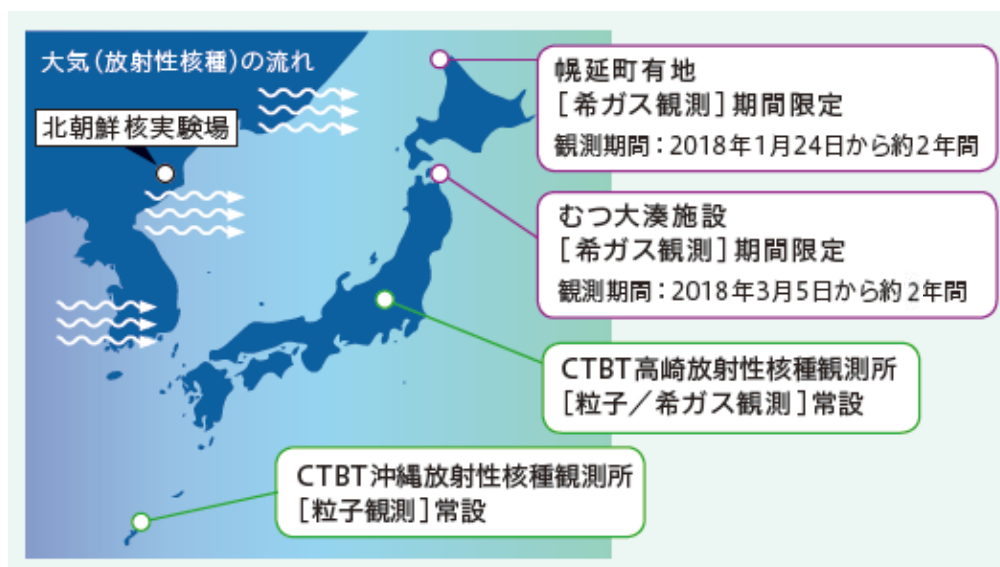 大気(放射性核種)の流れ
北朝鮮核実験場
幌延町有地
[希ガス観測]期間限定
観測期間:2018年1月24日から約2年間
むつ大湊施設
[希ガス観測]期間限定
観測期間:2018年3月5日から約2年間
CTBT高崎放射性核種観測所
[粒子/希ガス観測]常設
CTBT沖縄放射性核種観測所
[粒子観測]常設